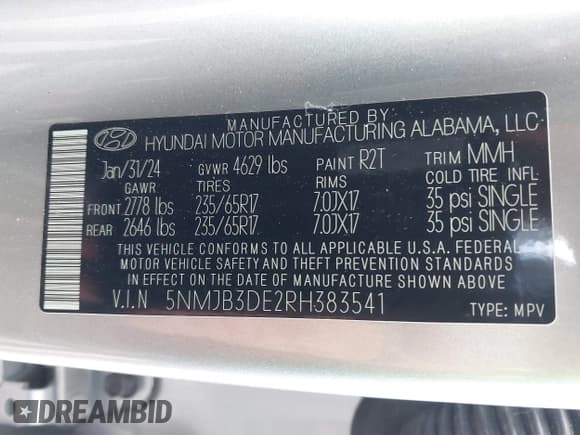 MANUFACTURED BY
HYUNDAI MOTOR MANUFACTURING ALABAMA, LLC
Jan/31/24 GVWR 4629 lbs PAINT R2T TRIM MMH
GAWR TIRES RIMS COLD TIRE INFL.
FRONT 2778 lbs 235/65R17 7.0JX17 35 psi SINGLE
REAR 2646 lbs 235/65R17 7.0JX17 35 psi SINGLE
THIS VEHICLE CONFORMS TO ALL APPLICABLE U.S.A. FEDERAL
MOTOR VEHICLE SAFETY AND THEFT PREVENTION STANDARDS
IN EFFECT ON THE DATE OF MANUFACTURE SHOWN ABOVE.
V.I.N 5NMJB3DE2RH383541 TYPE: MPV
DREAMBID